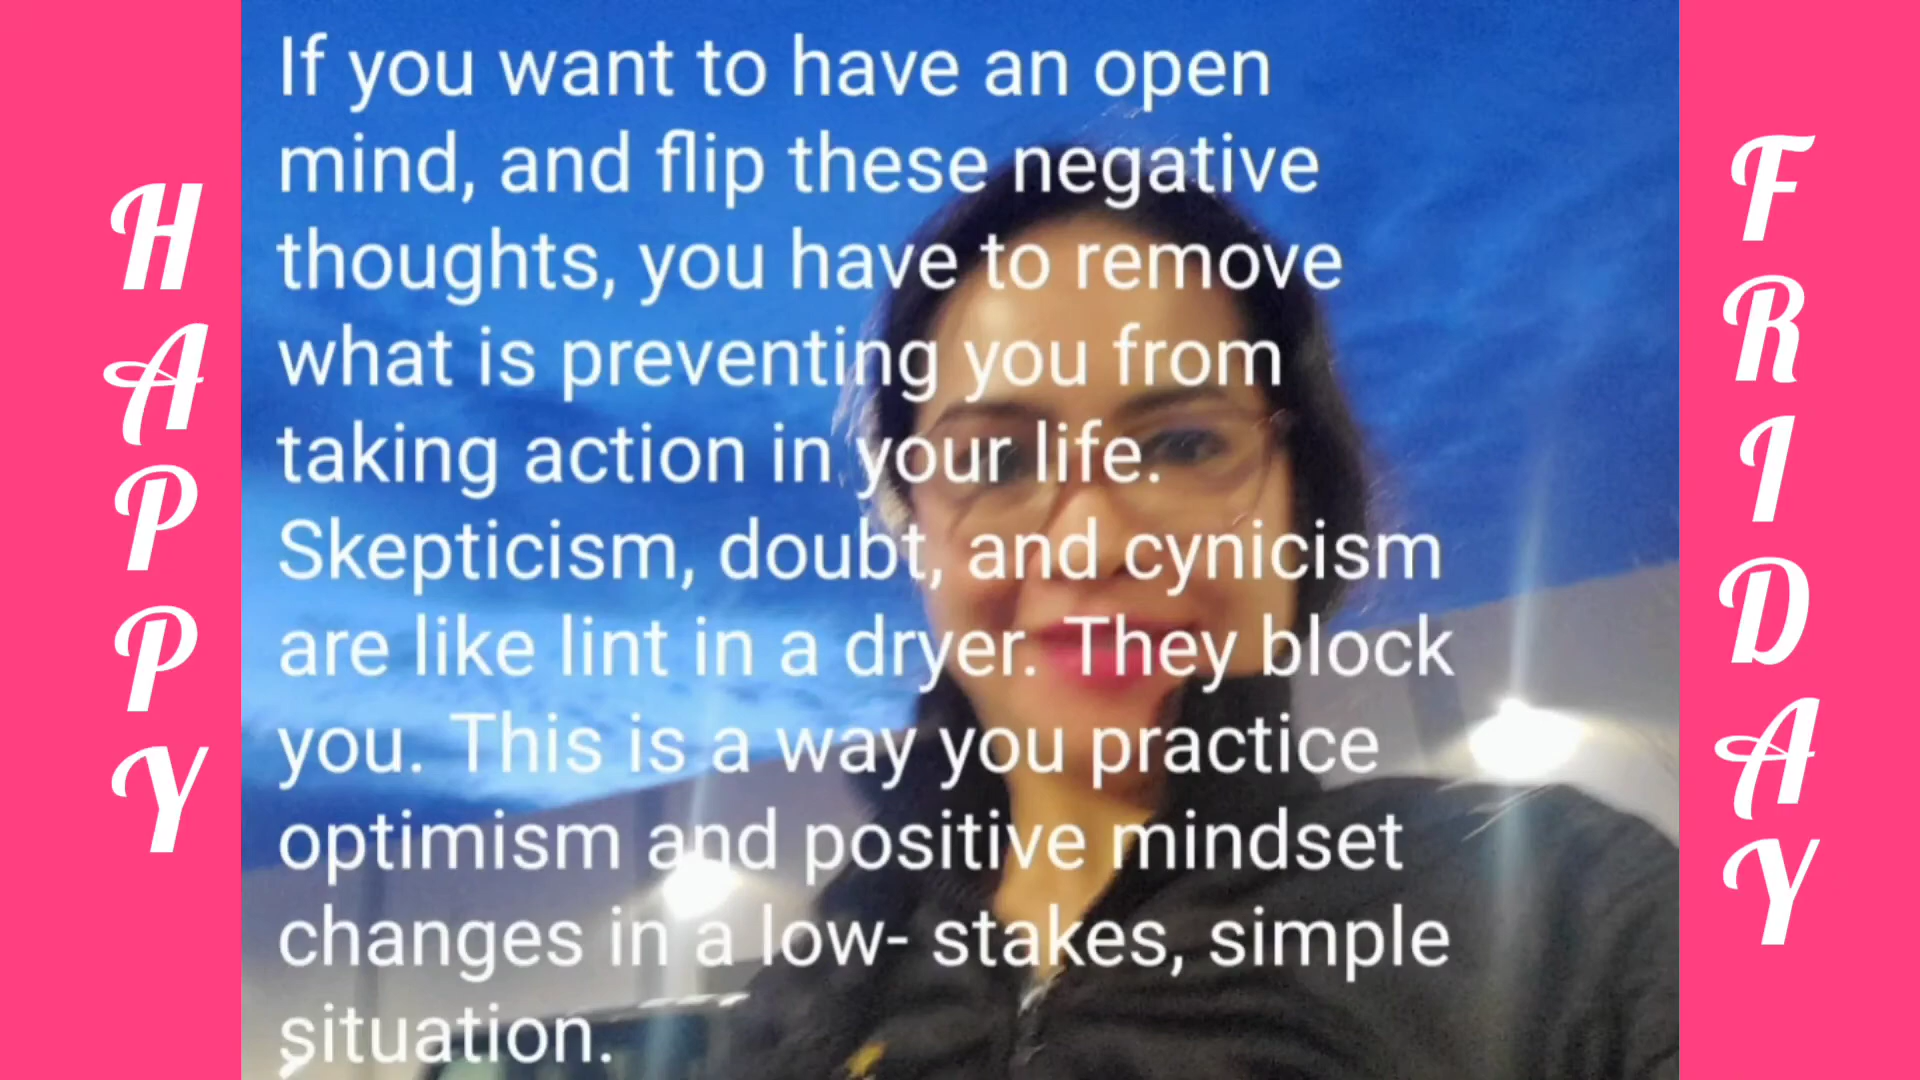 HAPPY
If you want to have an open
mind, and flip these negative
thoughts, you have to remove
what is preventing you from
taking action in your life.
Skepticism, doubt, and cynicism
are like lint in a dryer. They block
you. This is a way you practice
optimism and positive mindset
changes in a low- stakes, simple
situation.
FRIDAY